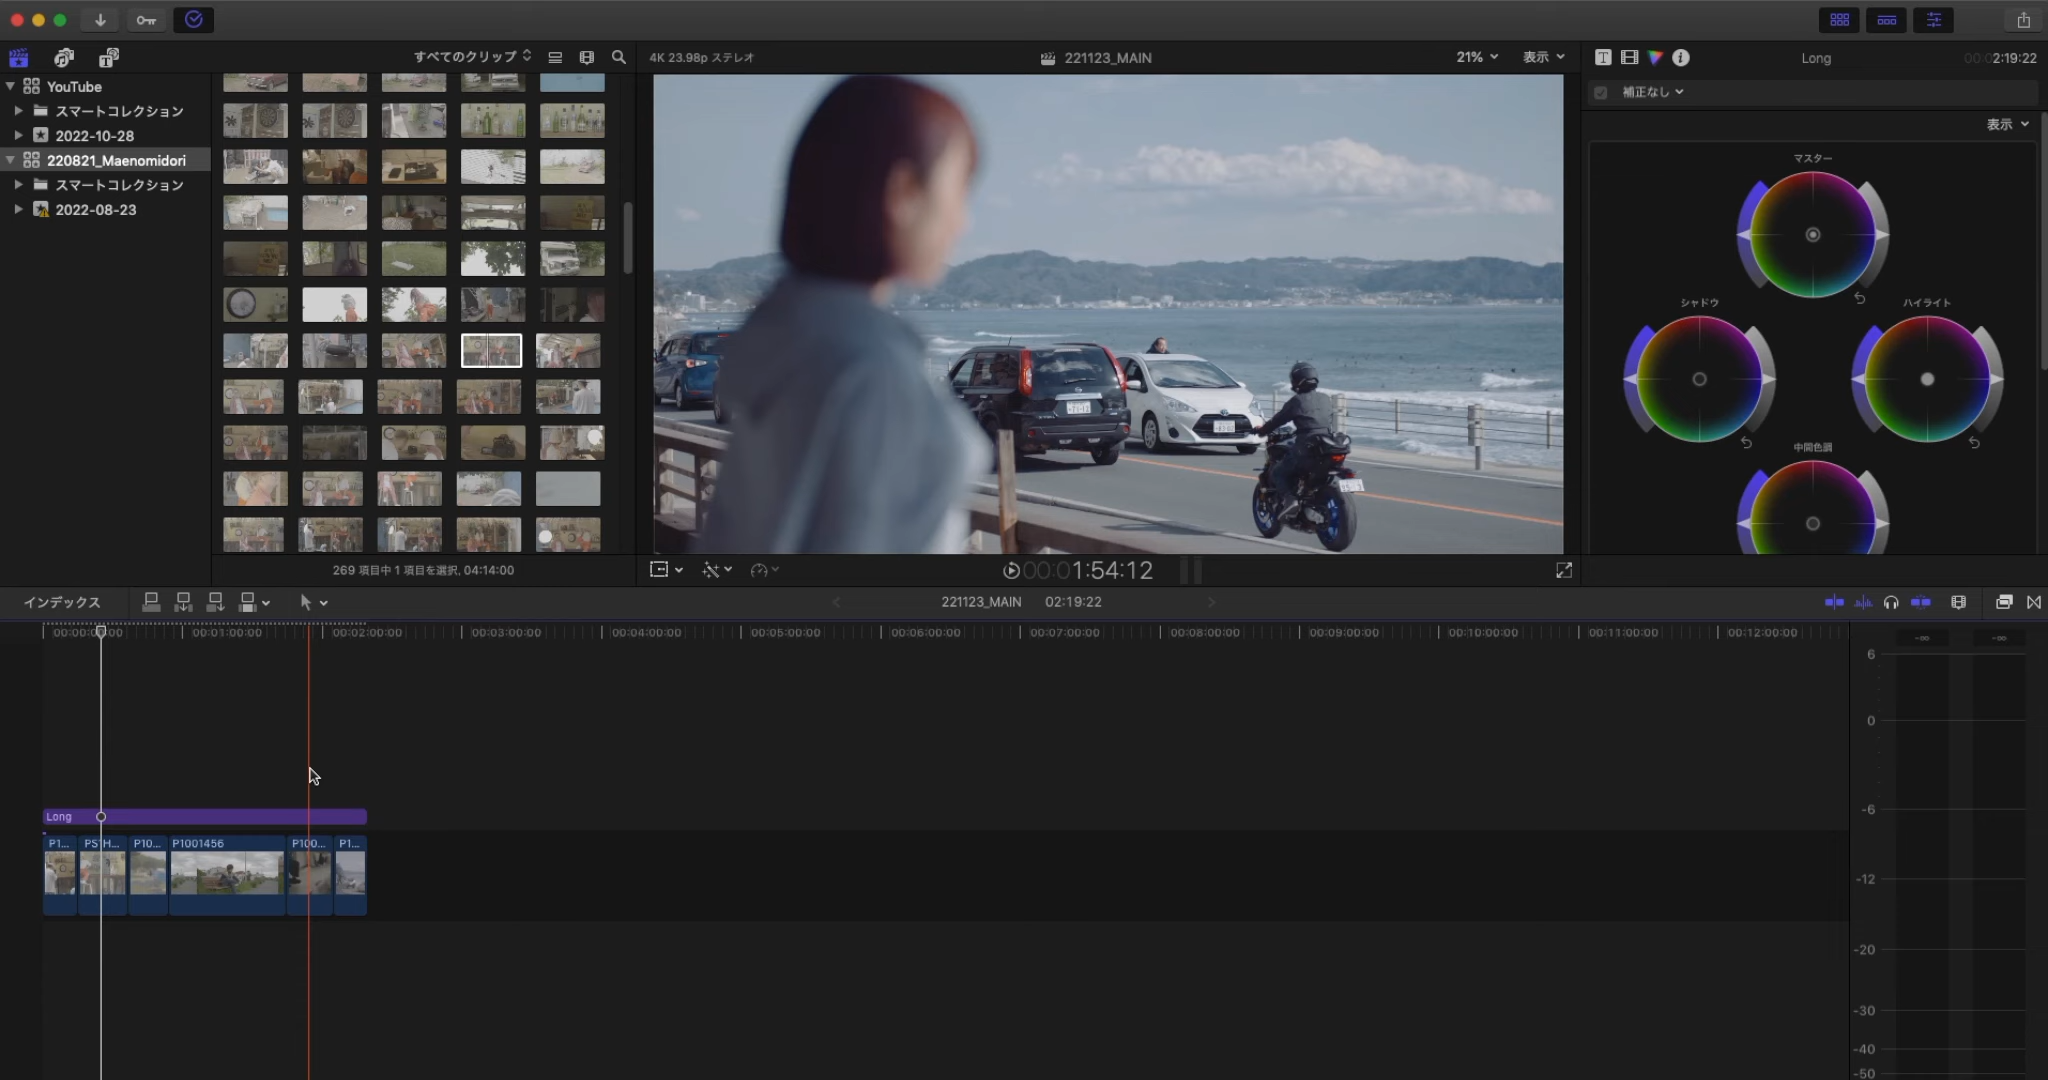 すべてのクリップ
4K 23.98p ステレオ
221123_MAIN
21%
表示
Long
00:002:19:22
YouTube
スマートコレクション
2022-10-28
220821_Maenomidori
スマートコレクション
2022-08-23
補正なし
表示
マスター
シャドウ
ハイライト
中間色調
269 項目中 1 項目を選択, 04:14:00
00:001:54:12
インデックス
221123_MAIN
02:19:22
00:01:00:00
00:02:00:00
00:03:00:00
00:04:00:00
00:05:00:00
00:06:00:00
00:07:00:00
00:08:00:00
00:09:00:00
00:10:00:00
00:11:00:00
00:12:00:00
Long
P1...
P10...
P1001456
P100...
P1...
-∞
-∞
6
0
-6
-12
-20
-30
-40
-50